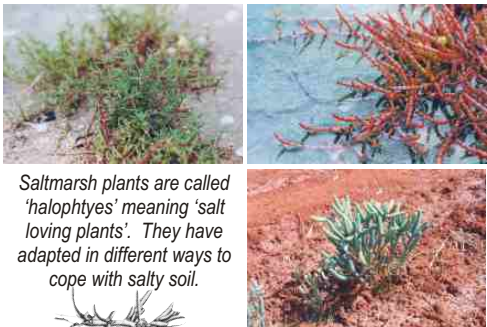 Saltmarsh plants are called
‘halophtyes’ meaning ‘salt
loving plants’.  They have
adapted in different ways to
cope with salty soil.